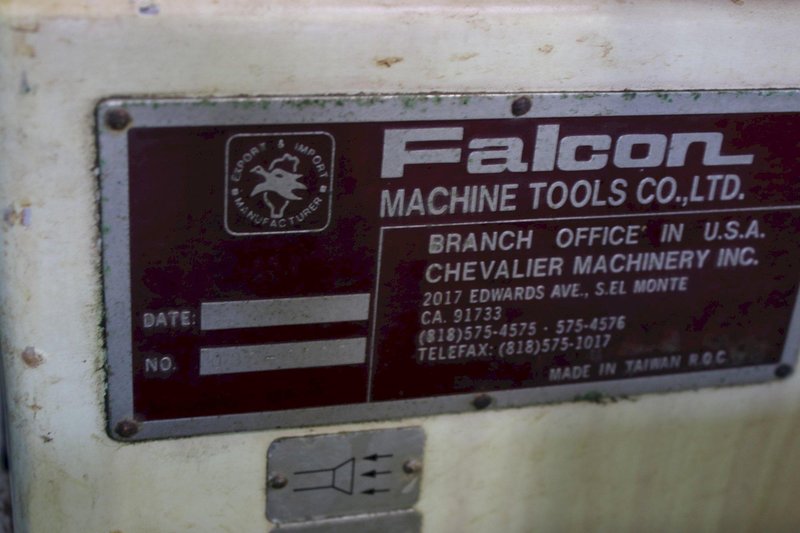 EXPORT & IMPORT
MANUFACTURER
Falcon
MACHINE TOOLS CO.,LTD.
BRANCH OFFICE IN U.S.A.
CHEVALIER MACHINERY INC.
2017 EDWARDS AVE., S.EL MONTE
CA. 91733
(818)575-4575 · 575-4576
TELEFAX: (818)575-1017
MADE IN TAIWAN R.O.C.
DATE:
NO.